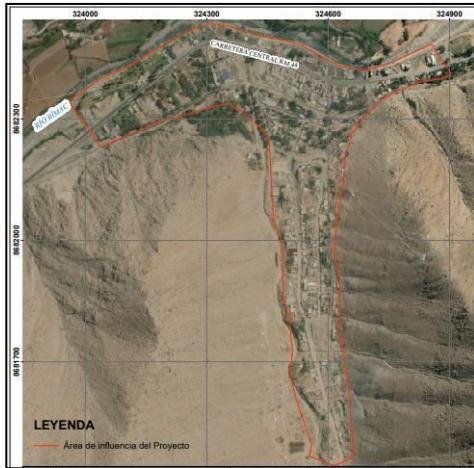 324000 324300 324600 324900
CARRETERA CENTRAL KM 44
RÍO RÍMAC
8682300
8682000
8681700
LEYENDA
Área de influencia del Proyecto